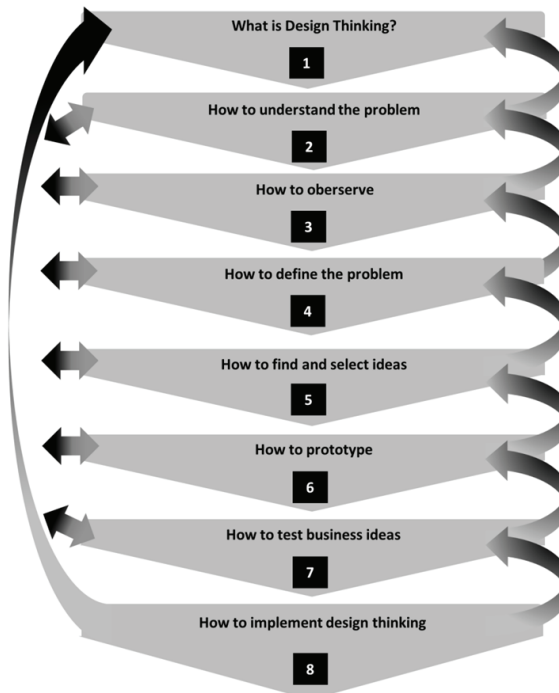 What is Design Thinking?
1
How to understand the problem
2
How to oberserve
3
How to define the problem
4
How to find and select ideas
5
How to prototype
6
How to test business ideas
7
How to implement design thinking
8